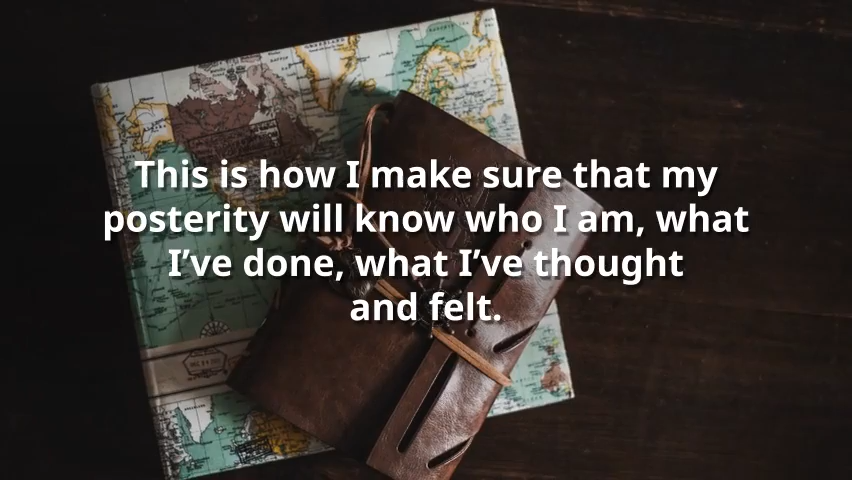 This is how I make sure that my
posterity will know who I am, what
I’ve done, what I’ve thought
and felt.